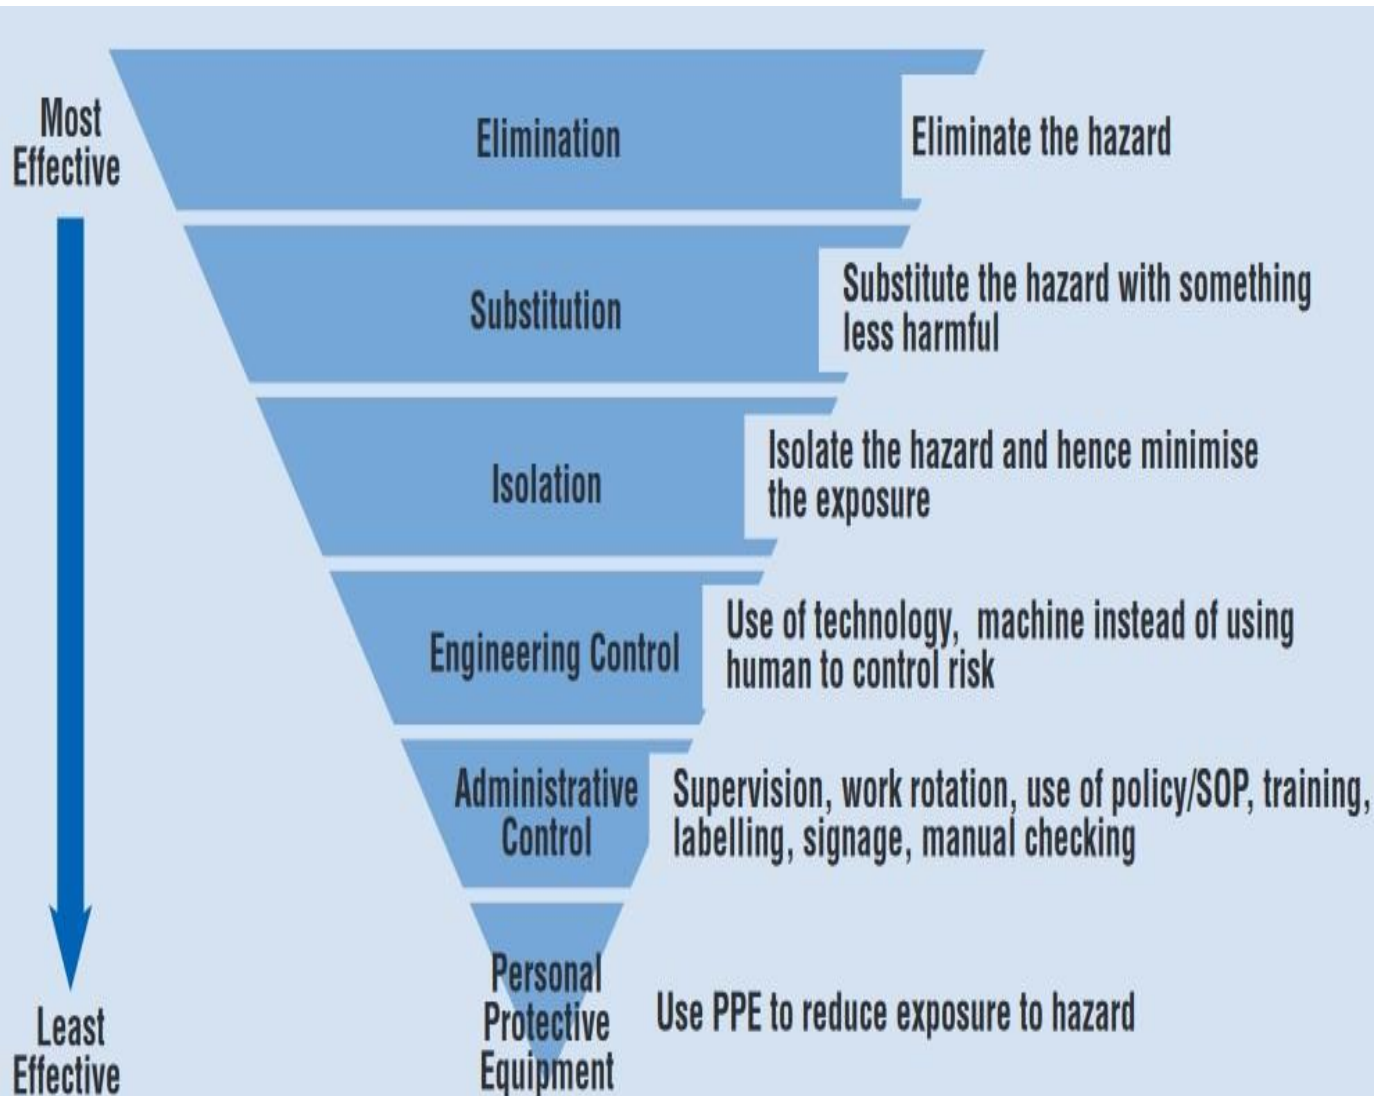 Most
Effective
Elimination
Eliminate the hazard
Substitution
Substitute the hazard with something
less harmful
Isolation
Isolate the hazard and hence minimise
the exposure
Engineering Control
Use of technology,  machine instead of using
human to control risk
Administrative
Control
Supervision, work rotation, use of policy/SOP, training,
labelling, signage, manual checking
Personal
Protective
Equipment
Use PPE to reduce exposure to hazard
Least
Effective